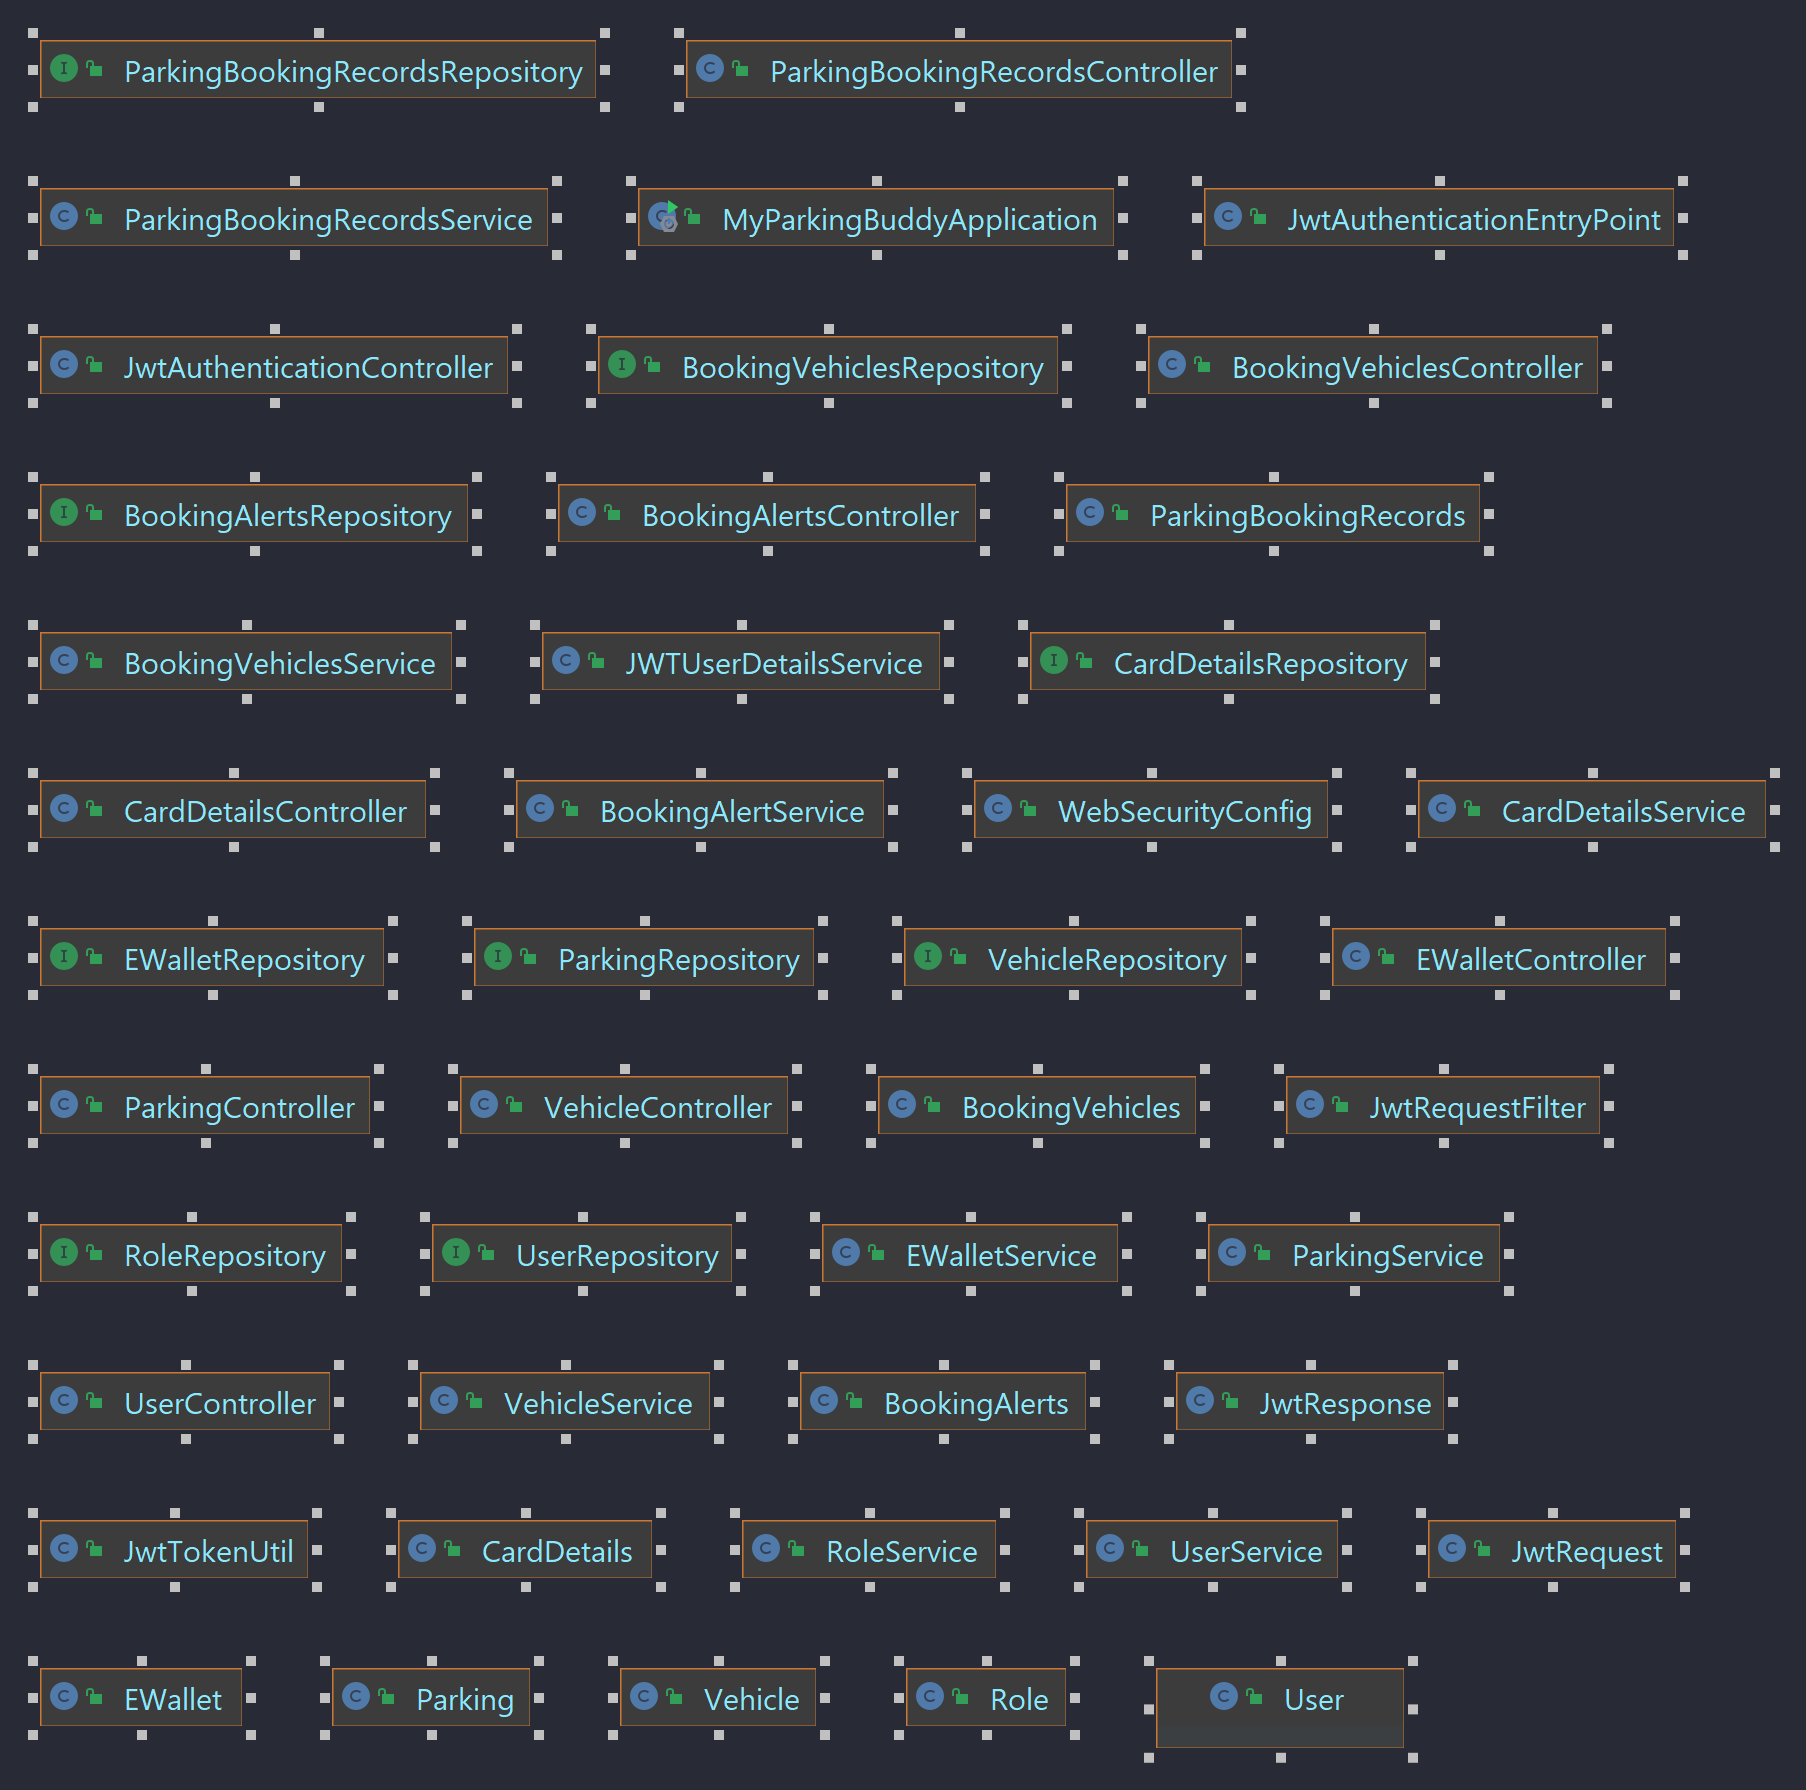 ParkingBookingRecordsRepository ParkingBookingRecordsController
ParkingBookingRecordsService MyParkingBuddyApplication JwtAuthenticationEntryPoint
JwtAuthenticationController BookingVehiclesRepository BookingVehiclesController
BookingAlertsRepository BookingAlertsController ParkingBookingRecords
BookingVehiclesService JWTUserDetailsService CardDetailsRepository
CardDetailsController BookingAlertService WebSecurityConfig CardDetailsService
EWalletRepository ParkingRepository VehicleRepository EWalletController
ParkingController VehicleController BookingVehicles JwtRequestFilter
RoleRepository UserRepository EWalletService ParkingService
UserController VehicleService BookingAlerts JwtResponse
JwtTokenUtil CardDetails RoleService UserService JwtRequest
EWallet Parking Vehicle Role User